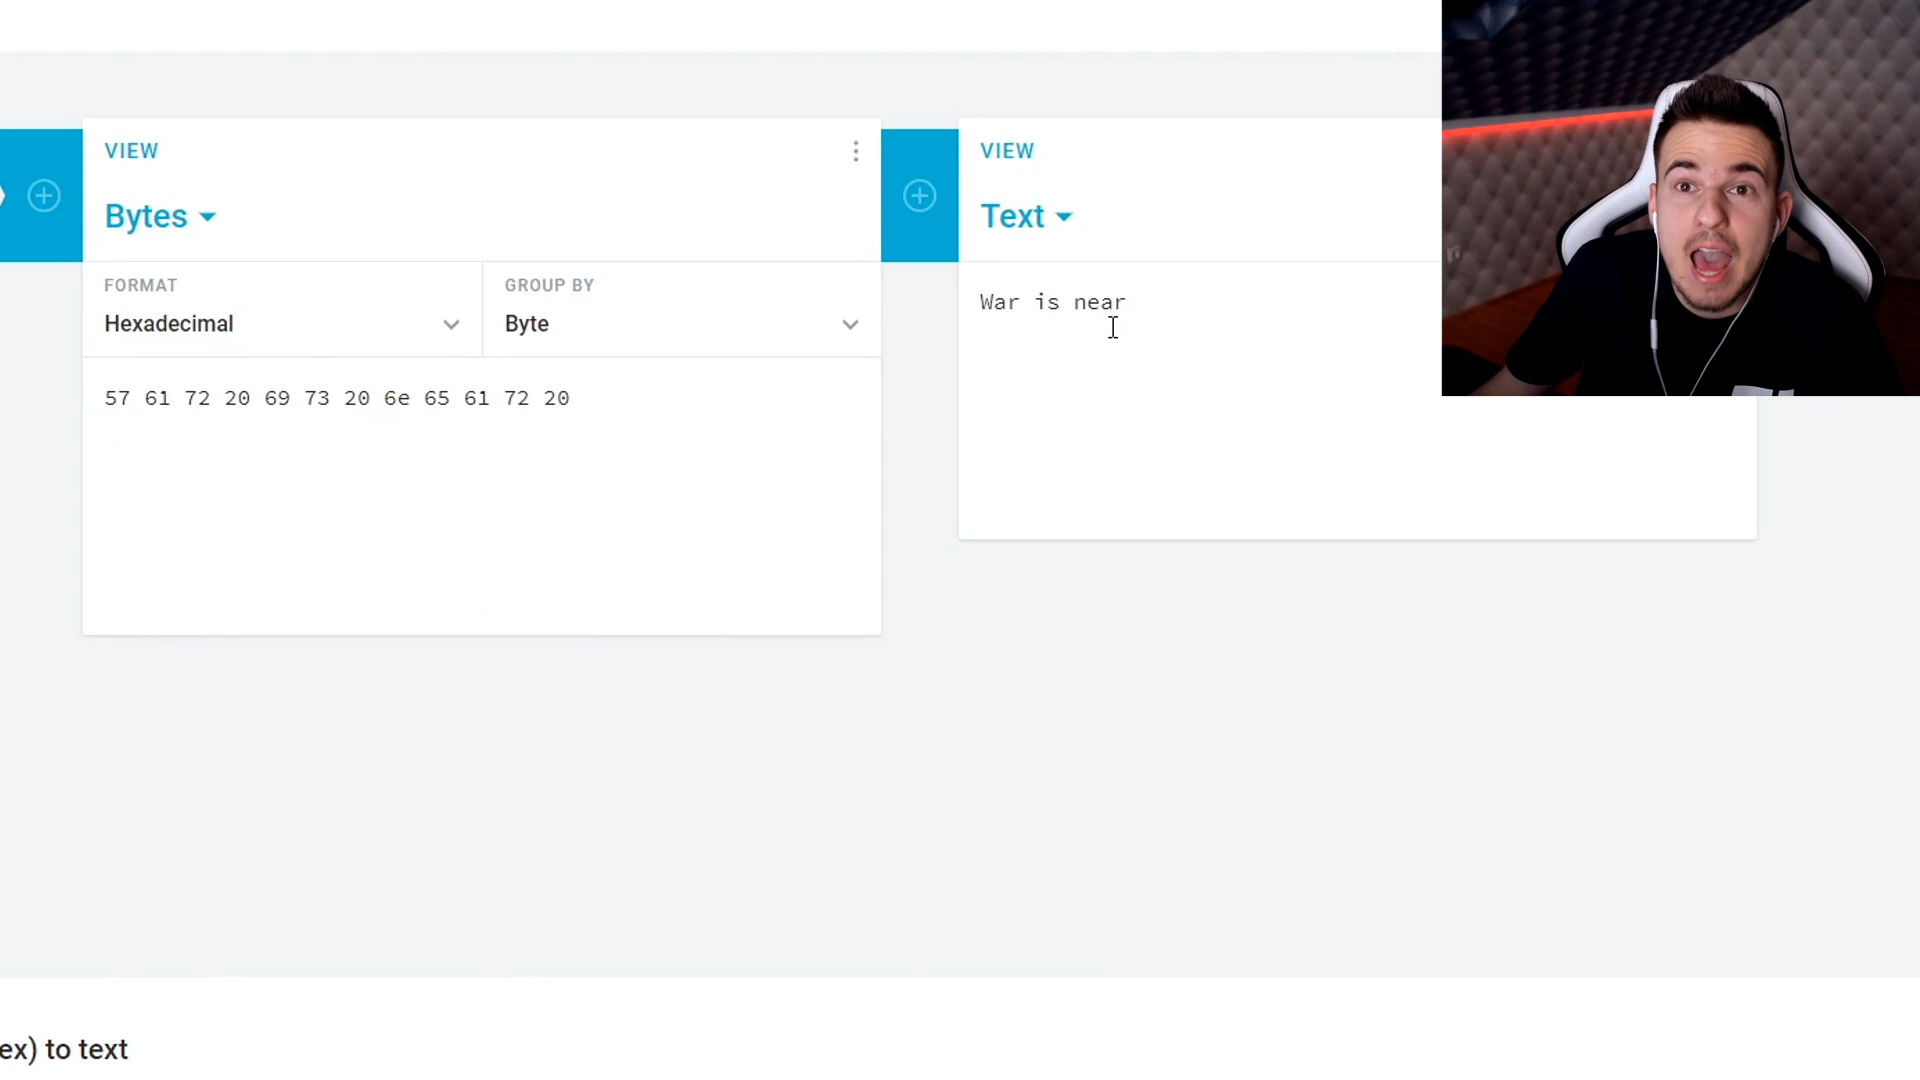 VIEW
Bytes
FORMAT
Hexadecimal
GROUP BY
Byte
57 61 72 20 69 73 20 6e 65 61 72 20
VIEW
Text
War is near
ex) to text